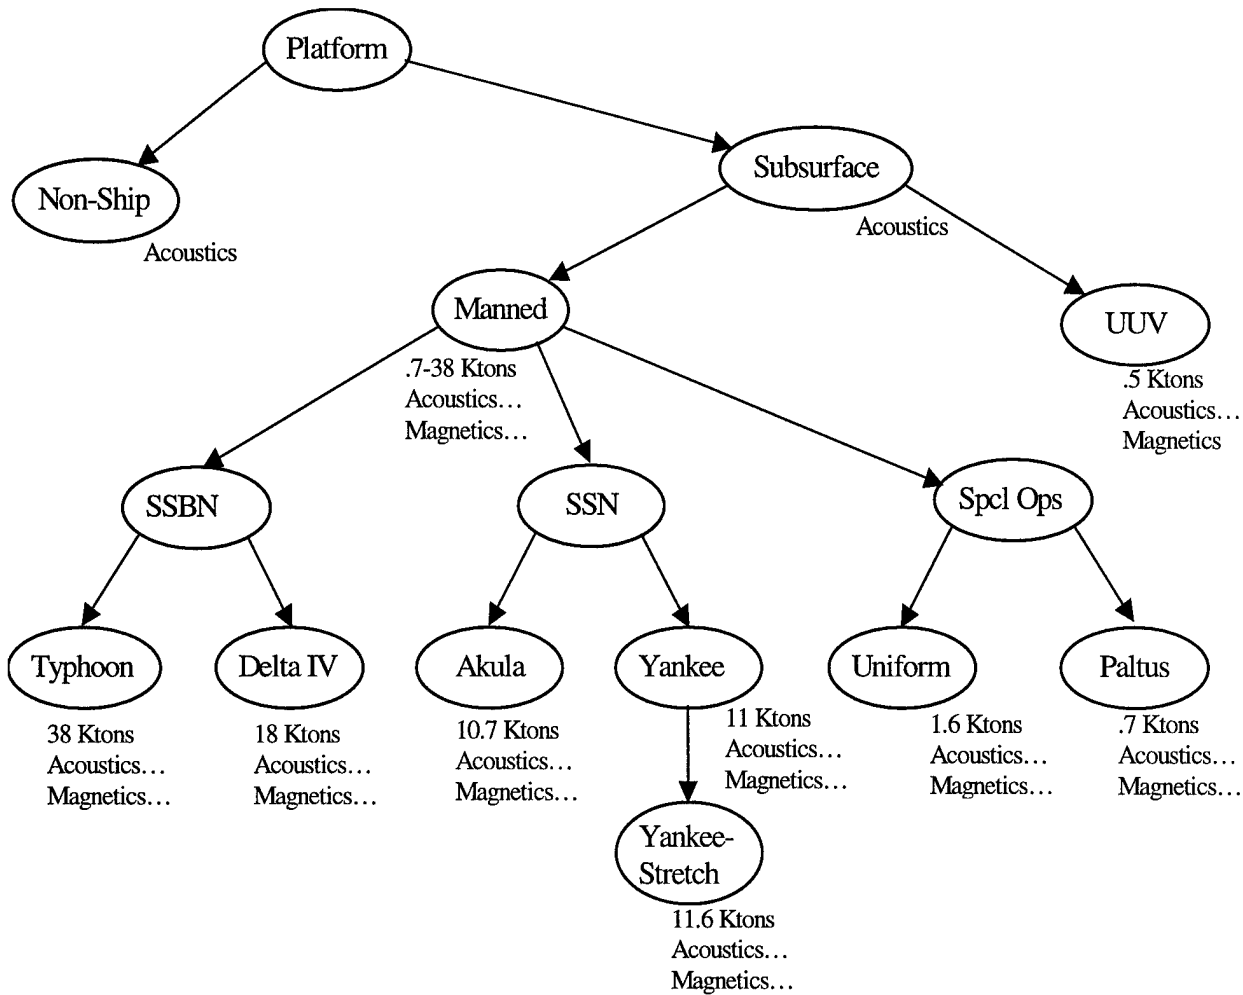 Platform
Non-Ship
Acoustics
Subsurface
Acoustics
Manned
.7-38 Ktons
Acoustics…
Magnetics…
UUV
.5 Ktons
Acoustics…
Magnetics
SSBN
SSN
Spcl Ops
Typhoon
38 Ktons
Acoustics…
Magnetics…
Delta IV
18 Ktons
Acoustics…
Magnetics…
Akula
10.7 Ktons
Acoustics…
Magnetics…
Yankee
11 Ktons
Acoustics…
Magnetics…
Uniform
1.6 Ktons
Acoustics…
Magnetics…
Paltus
.7 Ktons
Acoustics…
Magnetics…
Yankee-
Stretch
11.6 Ktons
Acoustics…
Magnetics…